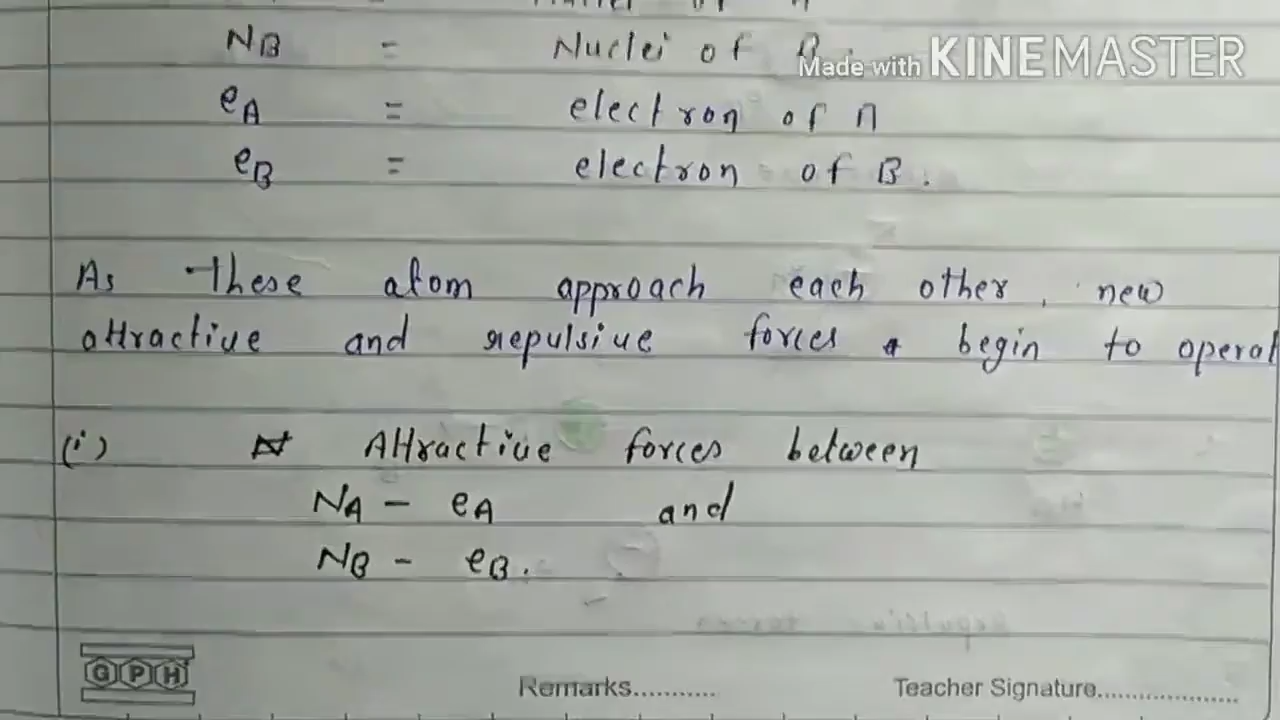 NB = Nuclei of B.
Made with KINEMASTER
eA = electron of A
eB = electron of B.
As these atom approach each other, new
attractive and repulsive forces begin to operat
(i) Attractive forces between
NA - eA and
NB - eB.
GPH
Remarks...........
Teacher Signature.....................